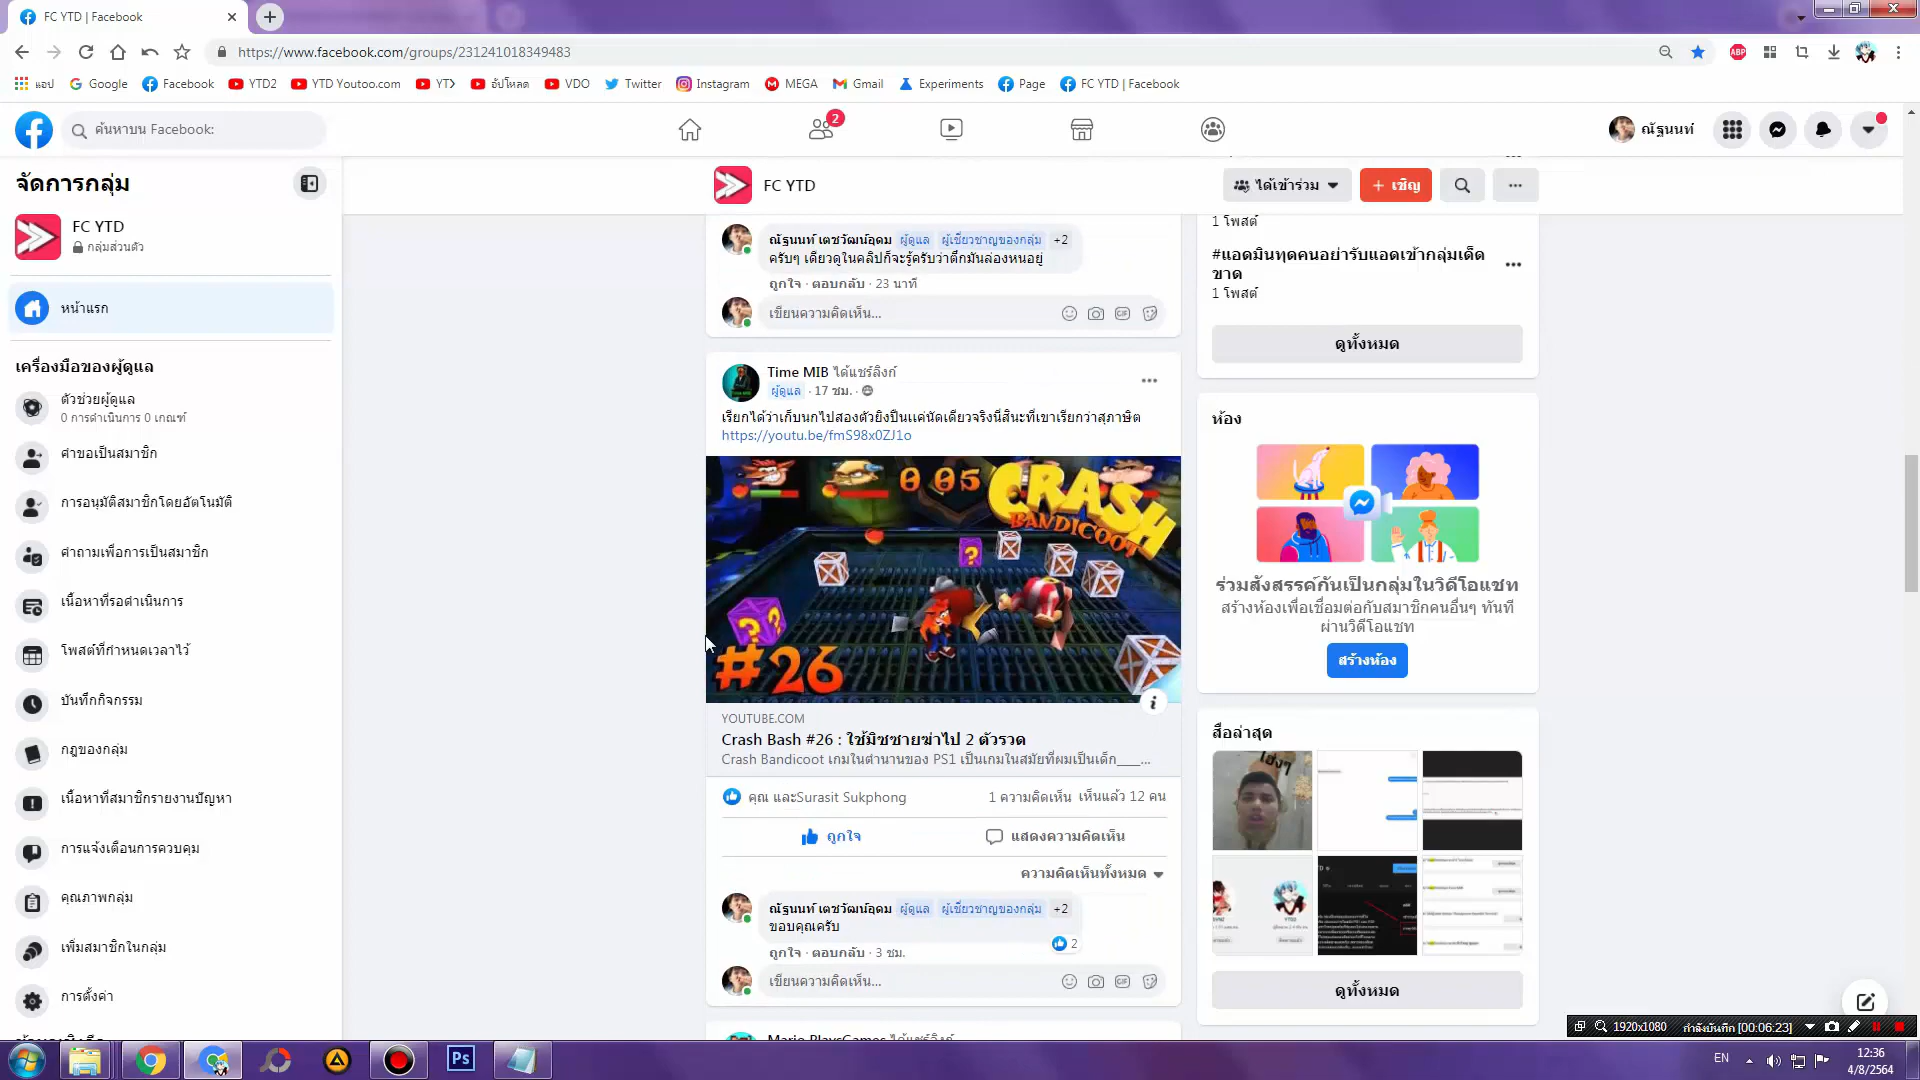 FC YTD | Facebook
https://www.facebook.com/groups/231241018349483
ABP
แอป
Google
Facebook
YTD2
YTD Youtoo.com
YT>
อัปโหลด
VDO
Twitter
Instagram
MEGA
Gmail
Experiments
Page
FC YTD | Facebook
ค้นหาบน Facebook:
2
ณัฐนนท์
จัดการกลุ่ม
FC YTD
กลุ่มส่วนตัว
หน้าแรก
เครื่องมือของผู้ดูแล
ตัวช่วยผู้ดูแล
0 การดำเนินการ 0 เกณฑ์
คำขอเป็นสมาชิก
การอนุมัติสมาชิกโดยอัตโนมัติ
คำถามเพื่อการเป็นสมาชิก
เนื้อหาที่รอดำเนินการ
โพสต์ที่กำหนดเวลาไว้
บันทึกกิจกรรม
กฎของกลุ่ม
เนื้อหาที่สมาชิกรายงานปัญหา
การแจ้งเตือนการควบคุม
คุณภาพกลุ่ม
เพิ่มสมาชิกในกลุ่ม
การตั้งค่า
FC YTD
ได้เข้าร่วม
+ เชิญ
ณัฐนนท์ เตชวัฒน์อุดม ผู้ดูแล ผู้เชี่ยวชาญของกลุ่ม +2
ครับๆ เดี๋ยวดูในคลิปก็จะรู้ครับว่าตึกมันล่องหนอยู่
ถูกใจ · ตอบกลับ · 23 นาที
เขียนความคิดเห็น...
Time MIB ได้แชร์ลิงก์
ผู้ดูแล · 17 ชม. ·
เรียกได้ว่าเก็บนกไปสองตัวยิงปืนแค่นัดเดียวจริงนี่สินะที่เขาเรียกว่าสุภาษิต
https://youtu.be/fmS98x0ZJ1o
005
CRASH
BANDICOOT
#26
YOUTUBE.COM
Crash Bash #26 : ใช้มิซซายฆ่าไป 2 ตัวรวด
Crash Bandicoot เกมในตำนานของ PS1 เป็นเกมในสมัยที่ผมเป็นเด็ก____...
คุณ และSurasit Sukphong
1 ความคิดเห็น เห็นแล้ว 12 คน
ถูกใจ
แสดงความคิดเห็น
ความคิดเห็นทั้งหมด
ณัฐนนท์ เตชวัฒน์อุดม ผู้ดูแล ผู้เชี่ยวชาญของกลุ่ม +2
ขอบคุณครับ
2
ถูกใจ · ตอบกลับ · 3 ชม.
เขียนความคิดเห็น...
Mario PlaysGames ได้แชร์ลิงก์
1 โพสต์
#แอดมินทุดคนอย่ารับแอดเข้ากลุ่มเด็ด
ขาด
1 โพสต์
ดูทั้งหมด
ห้อง
ร่วมสังสรรค์กันเป็นกลุ่มในวิดีโอแชท
สร้างห้องเพื่อเชื่อมต่อกับสมาชิกคนอื่นๆ ทันที
ผ่านวิดีโอแชท
สร้างห้อง
สื่อล่าสุด
ดูทั้งหมด
1920x1080
กำลังบันทึก [00:06:23]
Ps
EN
12:36
4/8/2564